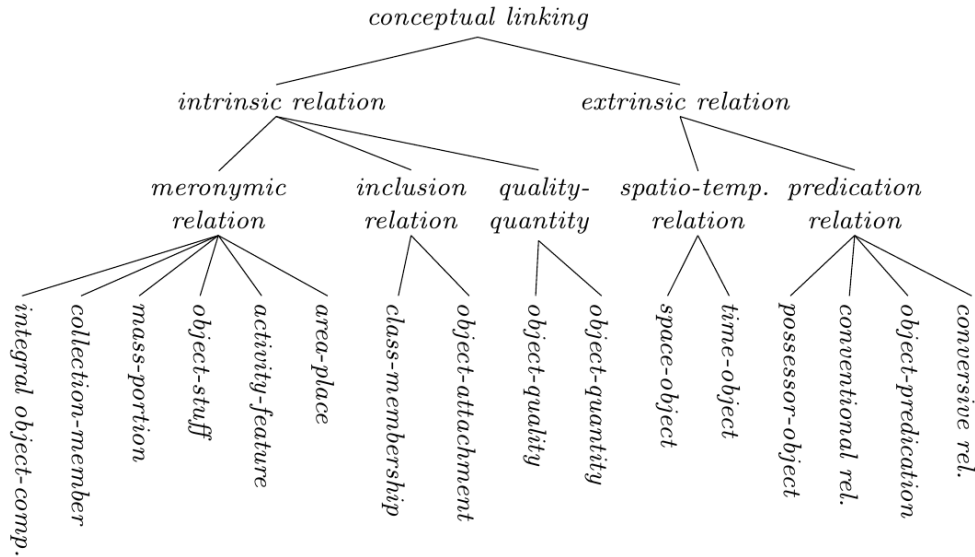 conceptual linking
intrinsic relation
extrinsic relation
meronymic
relation
inclusion
relation
quality-
quantity
spatio-temp.
relation
predication
relation
integral object-comp.
collection-member
mass-portion
object-stuff
activity-feature
area-place
class-membership
object-attachment
object-quality
object-quantity
space-object
time-object
possessor-object
conventional rel.
object-predication
conversive rel.